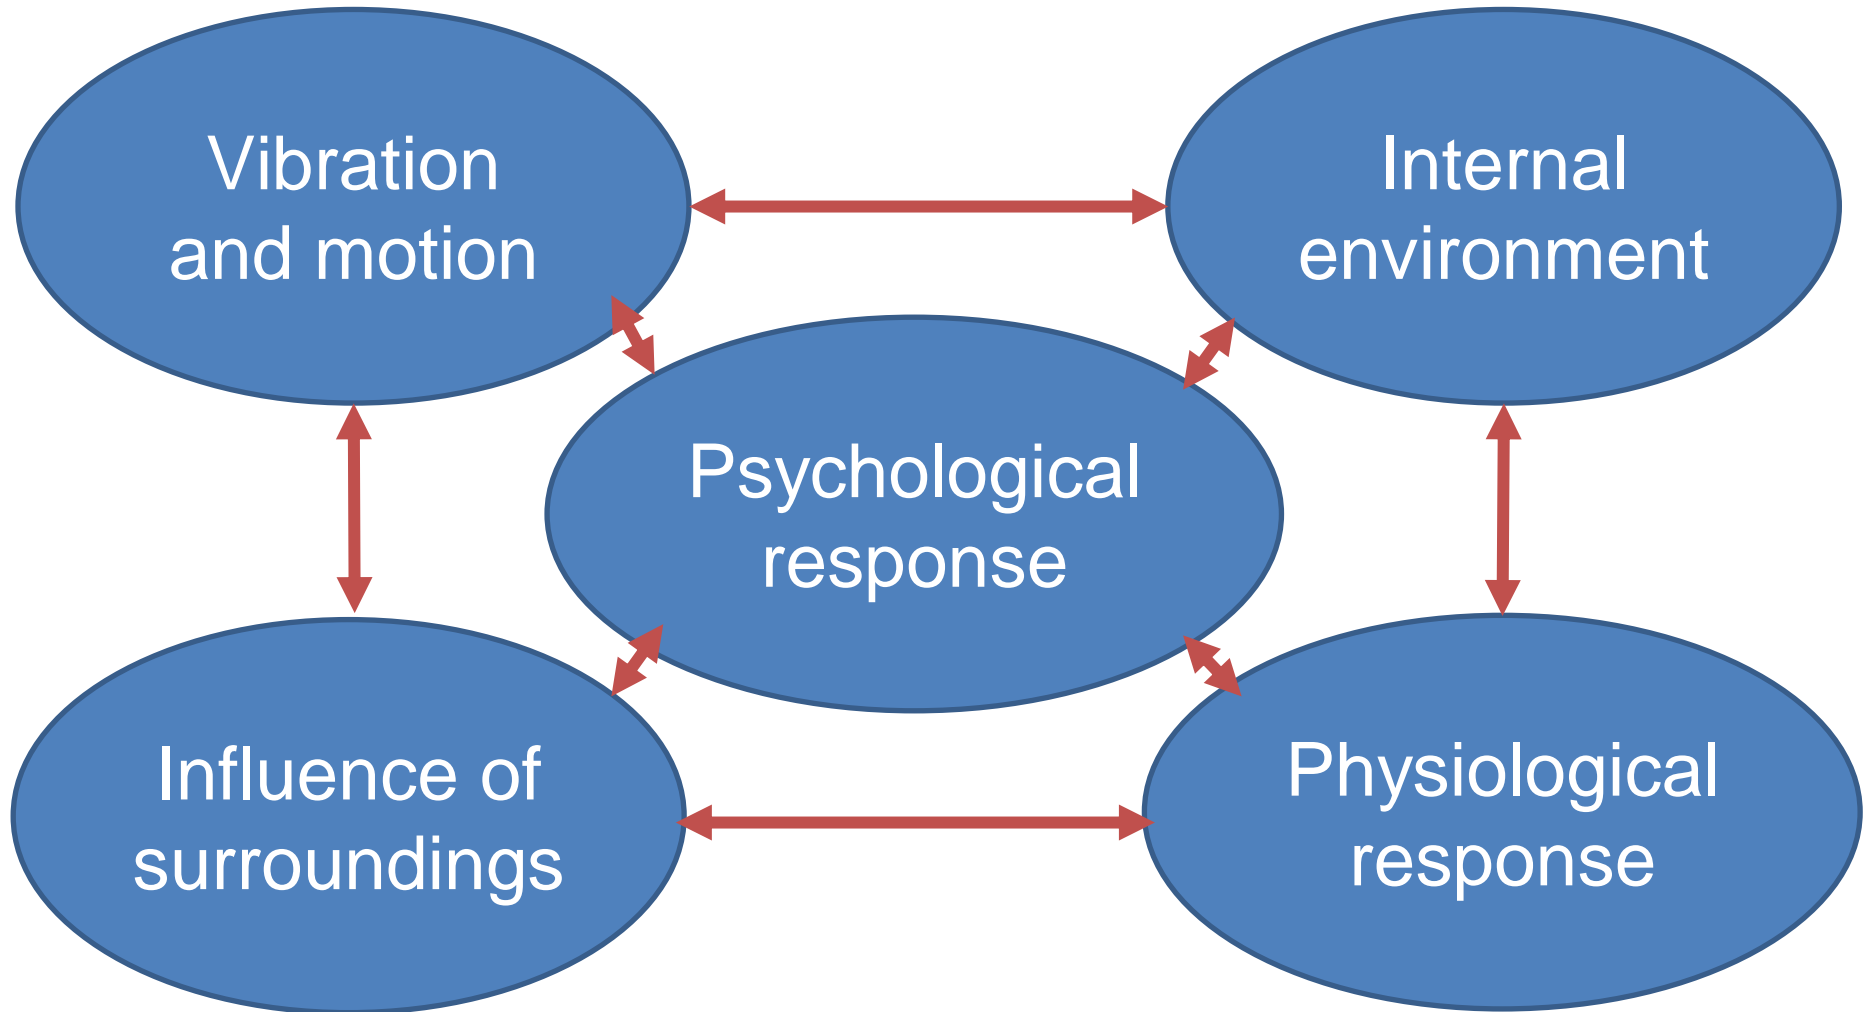 Vibration
and motion
Internal
environment
Psychological
response
Influence of
surroundings
Physiological
response